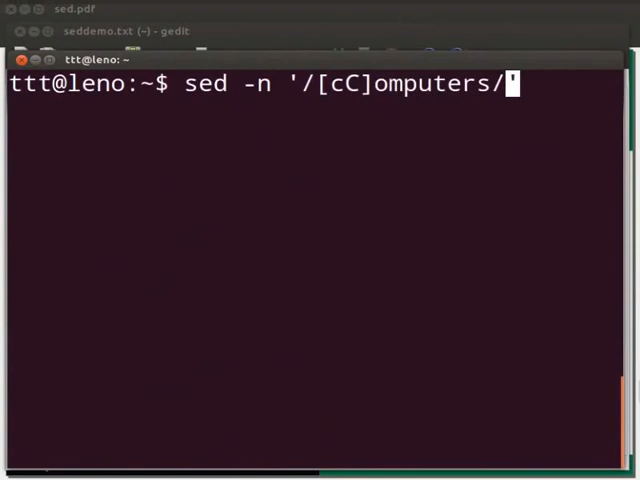 sed.pdf
seddemo.txt (~) - gedit
ttt@leno: ~
ttt@leno:~$ sed -n '/[cC]omputers/'